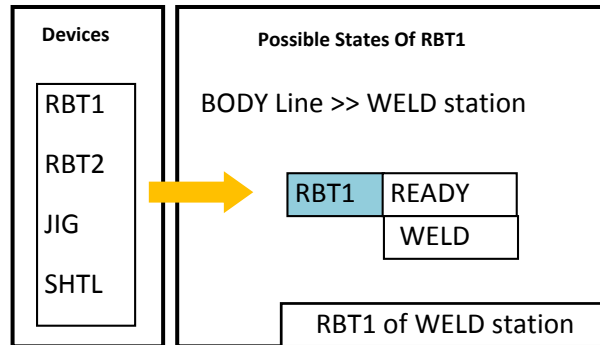 Devices
RBT1
RBT2
JIG
SHTL
Possible States Of RBT1
BODY Line >> WELD station
RBT1 READY
WELD
RBT1 of WELD station